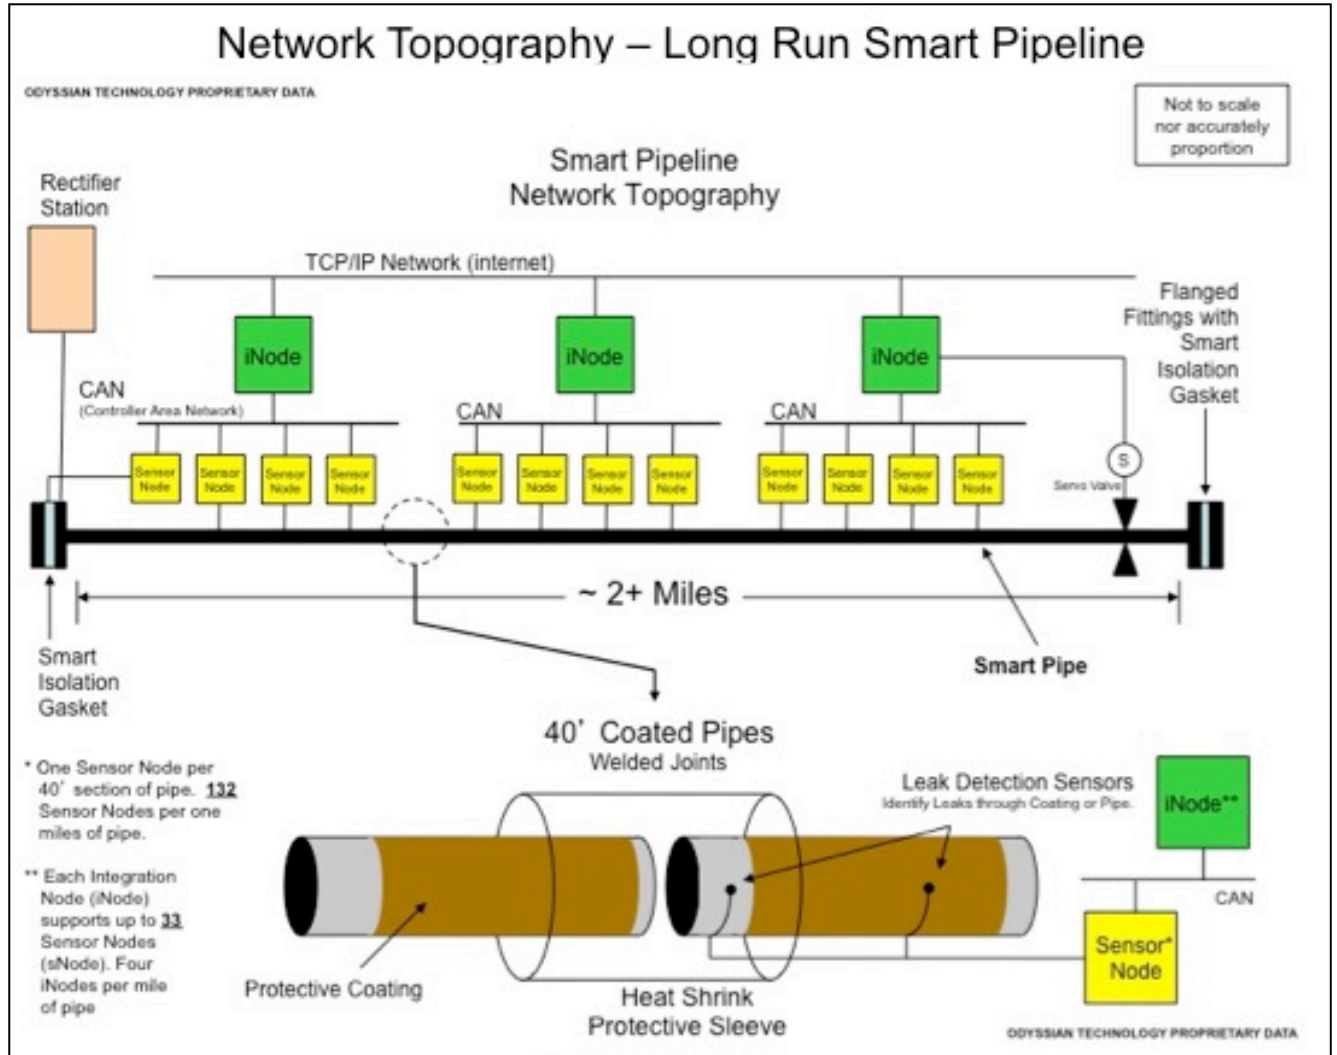 Network Topography – Long Run Smart Pipeline
ODYSSIAN TECHNOLOGY PROPRIETARY DATA
Not to scale
nor accurately
proportion
Smart Pipeline
Network Topography
Rectifier
Station
TCP/IP Network (internet)
Flanged
Fittings with
Smart
Isolation
Gasket
iNode
iNode
iNode
CAN
(Controller Area Network)
CAN
CAN
Sensor
Node
Sensor
Node
Sensor
Node
Sensor
Node
Sensor
Node
Sensor
Node
Sensor
Node
Sensor
Node
Sensor
Node
Sensor
Node
Sensor
Node
Sensor
Node
S
Servo Valve
~ 2+ Miles
Smart
Isolation
Gasket
Smart Pipe
40' Coated Pipes
Welded Joints
* One Sensor Node per
40' section of pipe. 132
Sensor Nodes per one
miles of pipe.
** Each Integration
Node (iNode)
supports up to 33
Sensor Nodes
(sNode). Four
iNodes per mile
of pipe
Leak Detection Sensors
Identify Leaks through Coating or Pipe.
iNode**
CAN
Sensor*
Node
Protective Coating
Heat Shrink
Protective Sleeve
ODYSSIAN TECHNOLOGY PROPRIETARY DATA